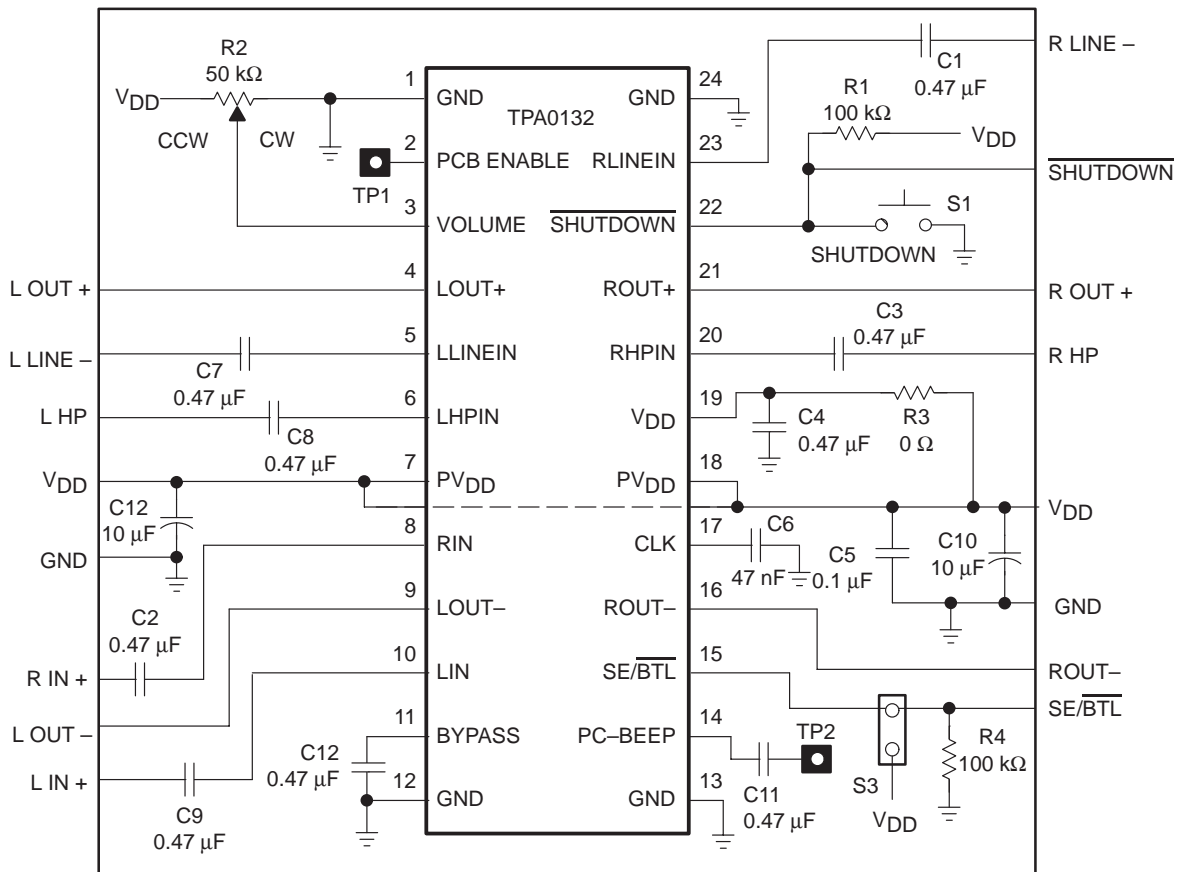 R2
50 kΩ
VDD
CCW
CW
TP1
L OUT +
L LINE –
C7
0.47 μF
L HP
C8
0.47 μF
VDD
C12
10 μF
GND
C2
0.47 μF
R IN +
L OUT –
L IN +
C9
0.47 μF
C12
0.47 μF
TPA0132
1
GND
2
PCB ENABLE
3
VOLUME
4
LOUT+
5
LLINEIN
6
LHPIN
7
PVDD
8
RIN
9
LOUT–
10
LIN
11
BYPASS
12
GND
24
GND
23
RLINEIN
22
SHUTDOWN
21
ROUT+
20
RHPIN
19
VDD
18
PVDD
17
CLK
16
ROUT–
15
SE/BTL
14
PC–BEEP
13
GND
C1
0.47 μF
R LINE –
R1
100 kΩ
VDD
SHUTDOWN
S1
SHUTDOWN
R OUT +
C3
0.47 μF
R HP
C4
0.47 μF
R3
0 Ω
VDD
C6
47 nF
C5
0.1 μF
C10
10 μF
GND
ROUT–
SE/BTL
TP2
C11
0.47 μF
S3
VDD
R4
100 kΩ